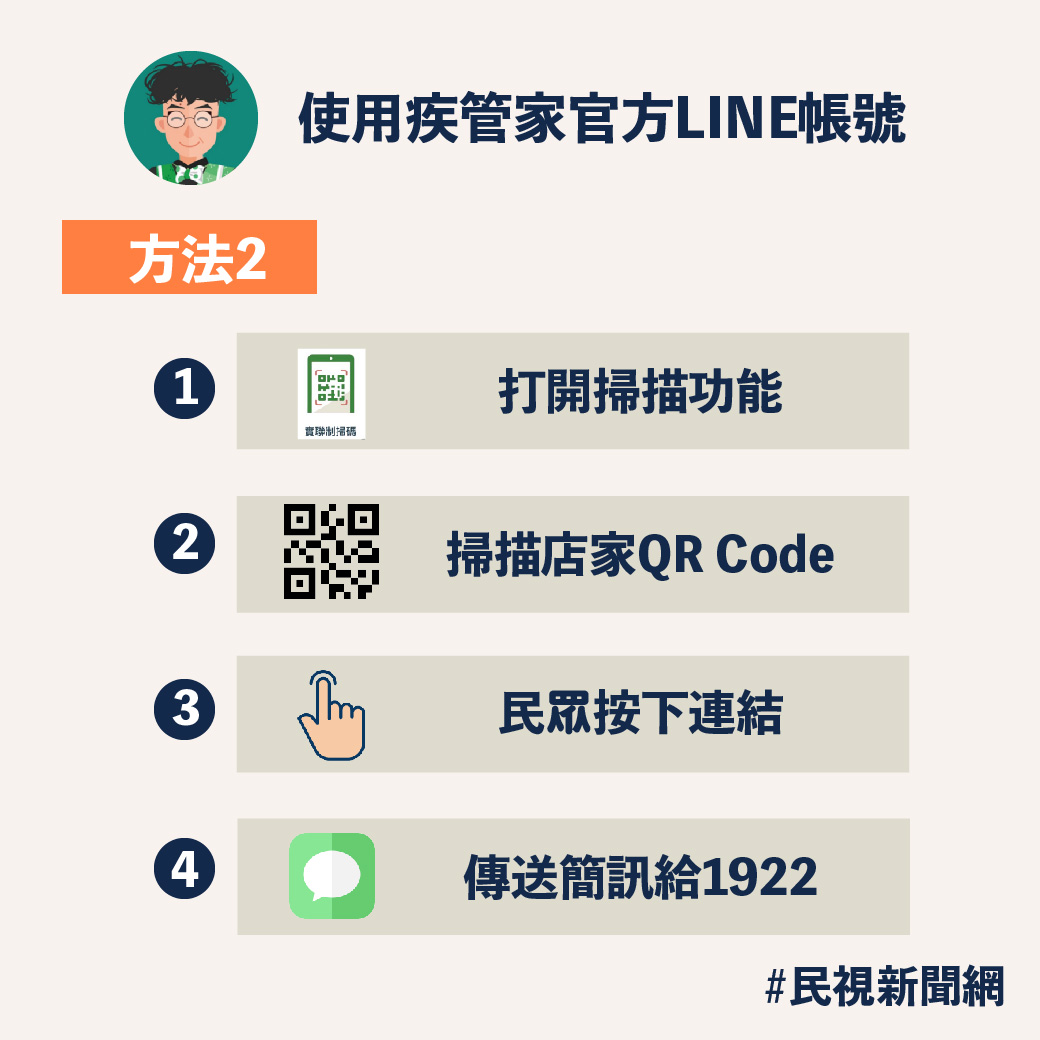 使用疾管家官方LINE帳號
方法2
1
打開掃描功能
實聯制掃碼
2
掃描店家QR Code
3
民眾按下連結
4
傳送簡訊給1922
#民視新聞網